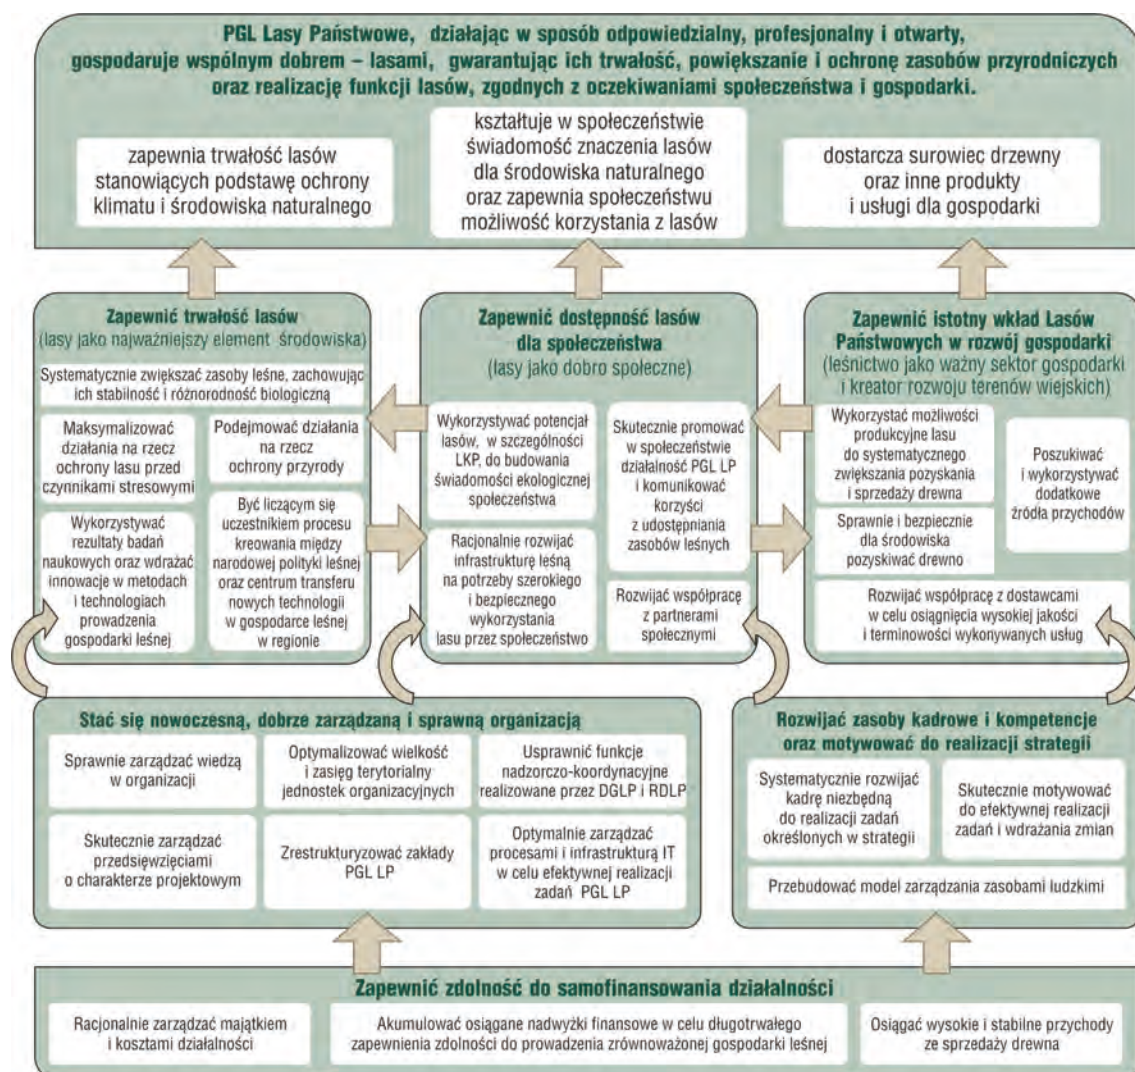 PGL Lasy Państwowe, działając w sposób odpowiedzialny, profesjonalny i otwarty,
gospodaruje wspólnym dobrem – lasami, gwarantując ich trwałość, powiększanie i ochronę zasobów przyrodniczych
oraz realizację funkcji lasów, zgodnych z oczekiwaniami społeczeństwa i gospodarki.
zapewnia trwałość lasów
stanowiących podstawę ochrony
klimatu i środowiska naturalnego
kształtuje w społeczeństwie
świadomość znaczenia lasów
dla środowiska naturalnego
oraz zapewnia społeczeństwu
możliwość korzystania z lasów
dostarcza surowiec drzewny
oraz inne produkty
i usługi dla gospodarki
Zapewnić trwałość lasów
(lasy jako najważniejszy element środowiska)
Systematycznie zwiększać zasoby leśne, zachowując
ich stabilność i różnorodność biologiczną
Maksymalizować
działania na rzecz
ochrony lasu przed
czynnikami stresowymi
Podejmować działania
na rzecz
ochrony przyrody
Wykorzystywać
rezultaty badań
naukowych oraz wdrażać
innowacje w metodach
i technologiach
prowadzenia
gospodarki leśnej
Być liczącym się
uczestnikiem procesu
kreowania między
narodowej polityki leśnej
oraz centrum transferu
nowych technologii
w gospodarce leśnej
w regionie
Zapewnić dostępność lasów
dla społeczeństwa
(lasy jako dobro społeczne)
Wykorzystywać potencjał
lasów, w szczególności
LKP, do budowania
świadomości ekologicznej
społeczeństwa
Skutecznie promować
w społeczeństwie
działalność PGL LP
i komunikować
korzyści
z udostępniania
zasobów leśnych
Racjonalnie rozwijać
infrastrukturę leśną
na potrzeby szerokiego
i bezpiecznego
wykorzystania
lasu przez społeczeństwo
Rozwijać współpracę
z partnerami
społecznymi
Zapewnić istotny wkład Lasów
Państwowych w rozwój gospodarki
(leśnictwo jako ważny sektor gospodarki
i kreator rozwoju terenów wiejskich)
Wykorzystać możliwości
produkcyjne lasu
do systematycznego
zwiększania pozyskania
i sprzedaży drewna
Poszukiwać
i wykorzystywać
dodatkowe
źródła przychodów
Sprawnie i bezpiecznie
dla środowiska
pozyskiwać drewno
Rozwijać współpracę z dostawcami
w celu osiągnięcia wysokiej jakości
i terminowości wykonywanych usług
Stać się nowoczesną, dobrze zarządzaną i sprawną organizacją
Sprawnie zarządzać wiedzą
w organizacji
Optymalizować wielkość
i zasięg terytorialny
jednostek organizacyjnych
Usprawnić funkcje
nadzorczo-koordynacyjne
realizowane przez DGLP i RDLP
Skutecznie zarządzać
przedsięwzięciami
o charakterze projektowym
Zrestrukturyzować zakłady
PGL LP
Optymalnie zarządzać
procesami i infrastrukturą IT
w celu efektywnej realizacji
zadań PGL LP
Rozwijać zasoby kadrowe i kompetencje
oraz motywować do realizacji strategii
Systematycznie rozwijać
kadrę niezbędną
do realizacji zadań
określonych w strategii
Skutecznie motywować
do efektywnej realizacji
zadań i wdrażania zmian
Przebudować model zarządzania zasobami ludzkimi
Zapewnić zdolność do samofinansowania działalności
Racjonalnie zarządzać majątkiem
i kosztami działalności
Akumulować osiągane nadwyżki finansowe w celu długotrwałego
zapewnienia zdolności do prowadzenia zrównoważonej gospodarki leśnej
Osiągać wysokie i stabilne przychody
ze sprzedaży drewna